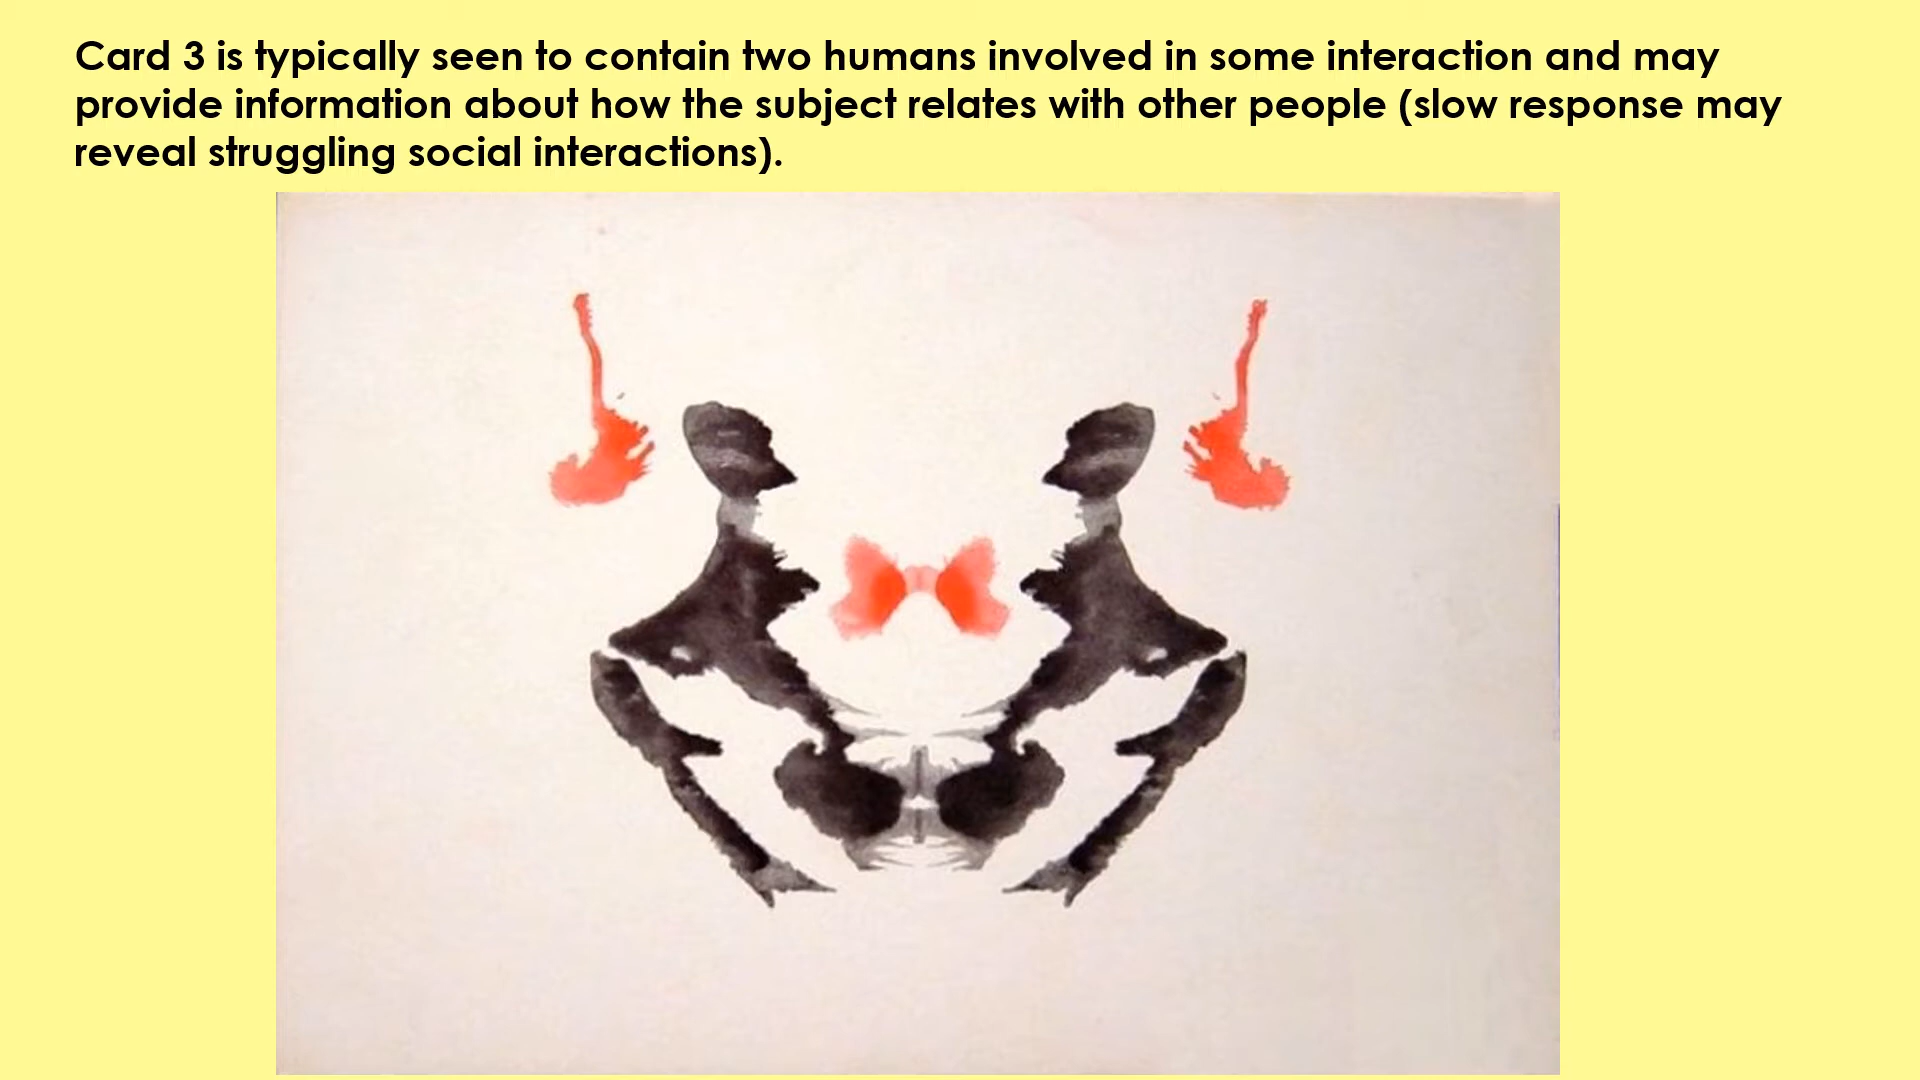 Card 3 is typically seen to contain two humans involved in some interaction and may
provide information about how the subject relates with other people (slow response may
reveal struggling social interactions).